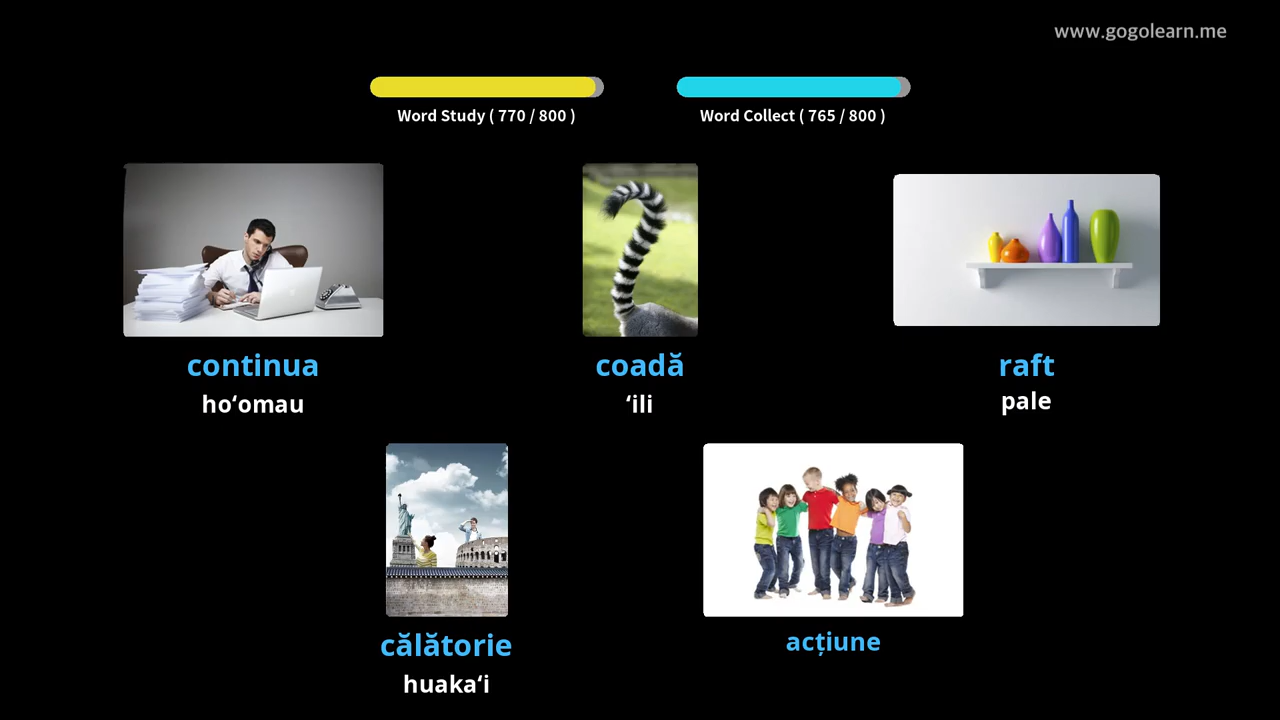 www.gogolearn.me
Word Study ( 770 / 800 )
Word Collect ( 765 / 800 )
continua
hoʻomau
coadă
ʻili
raft
pale
călătorie
huakaʻi
acțiune